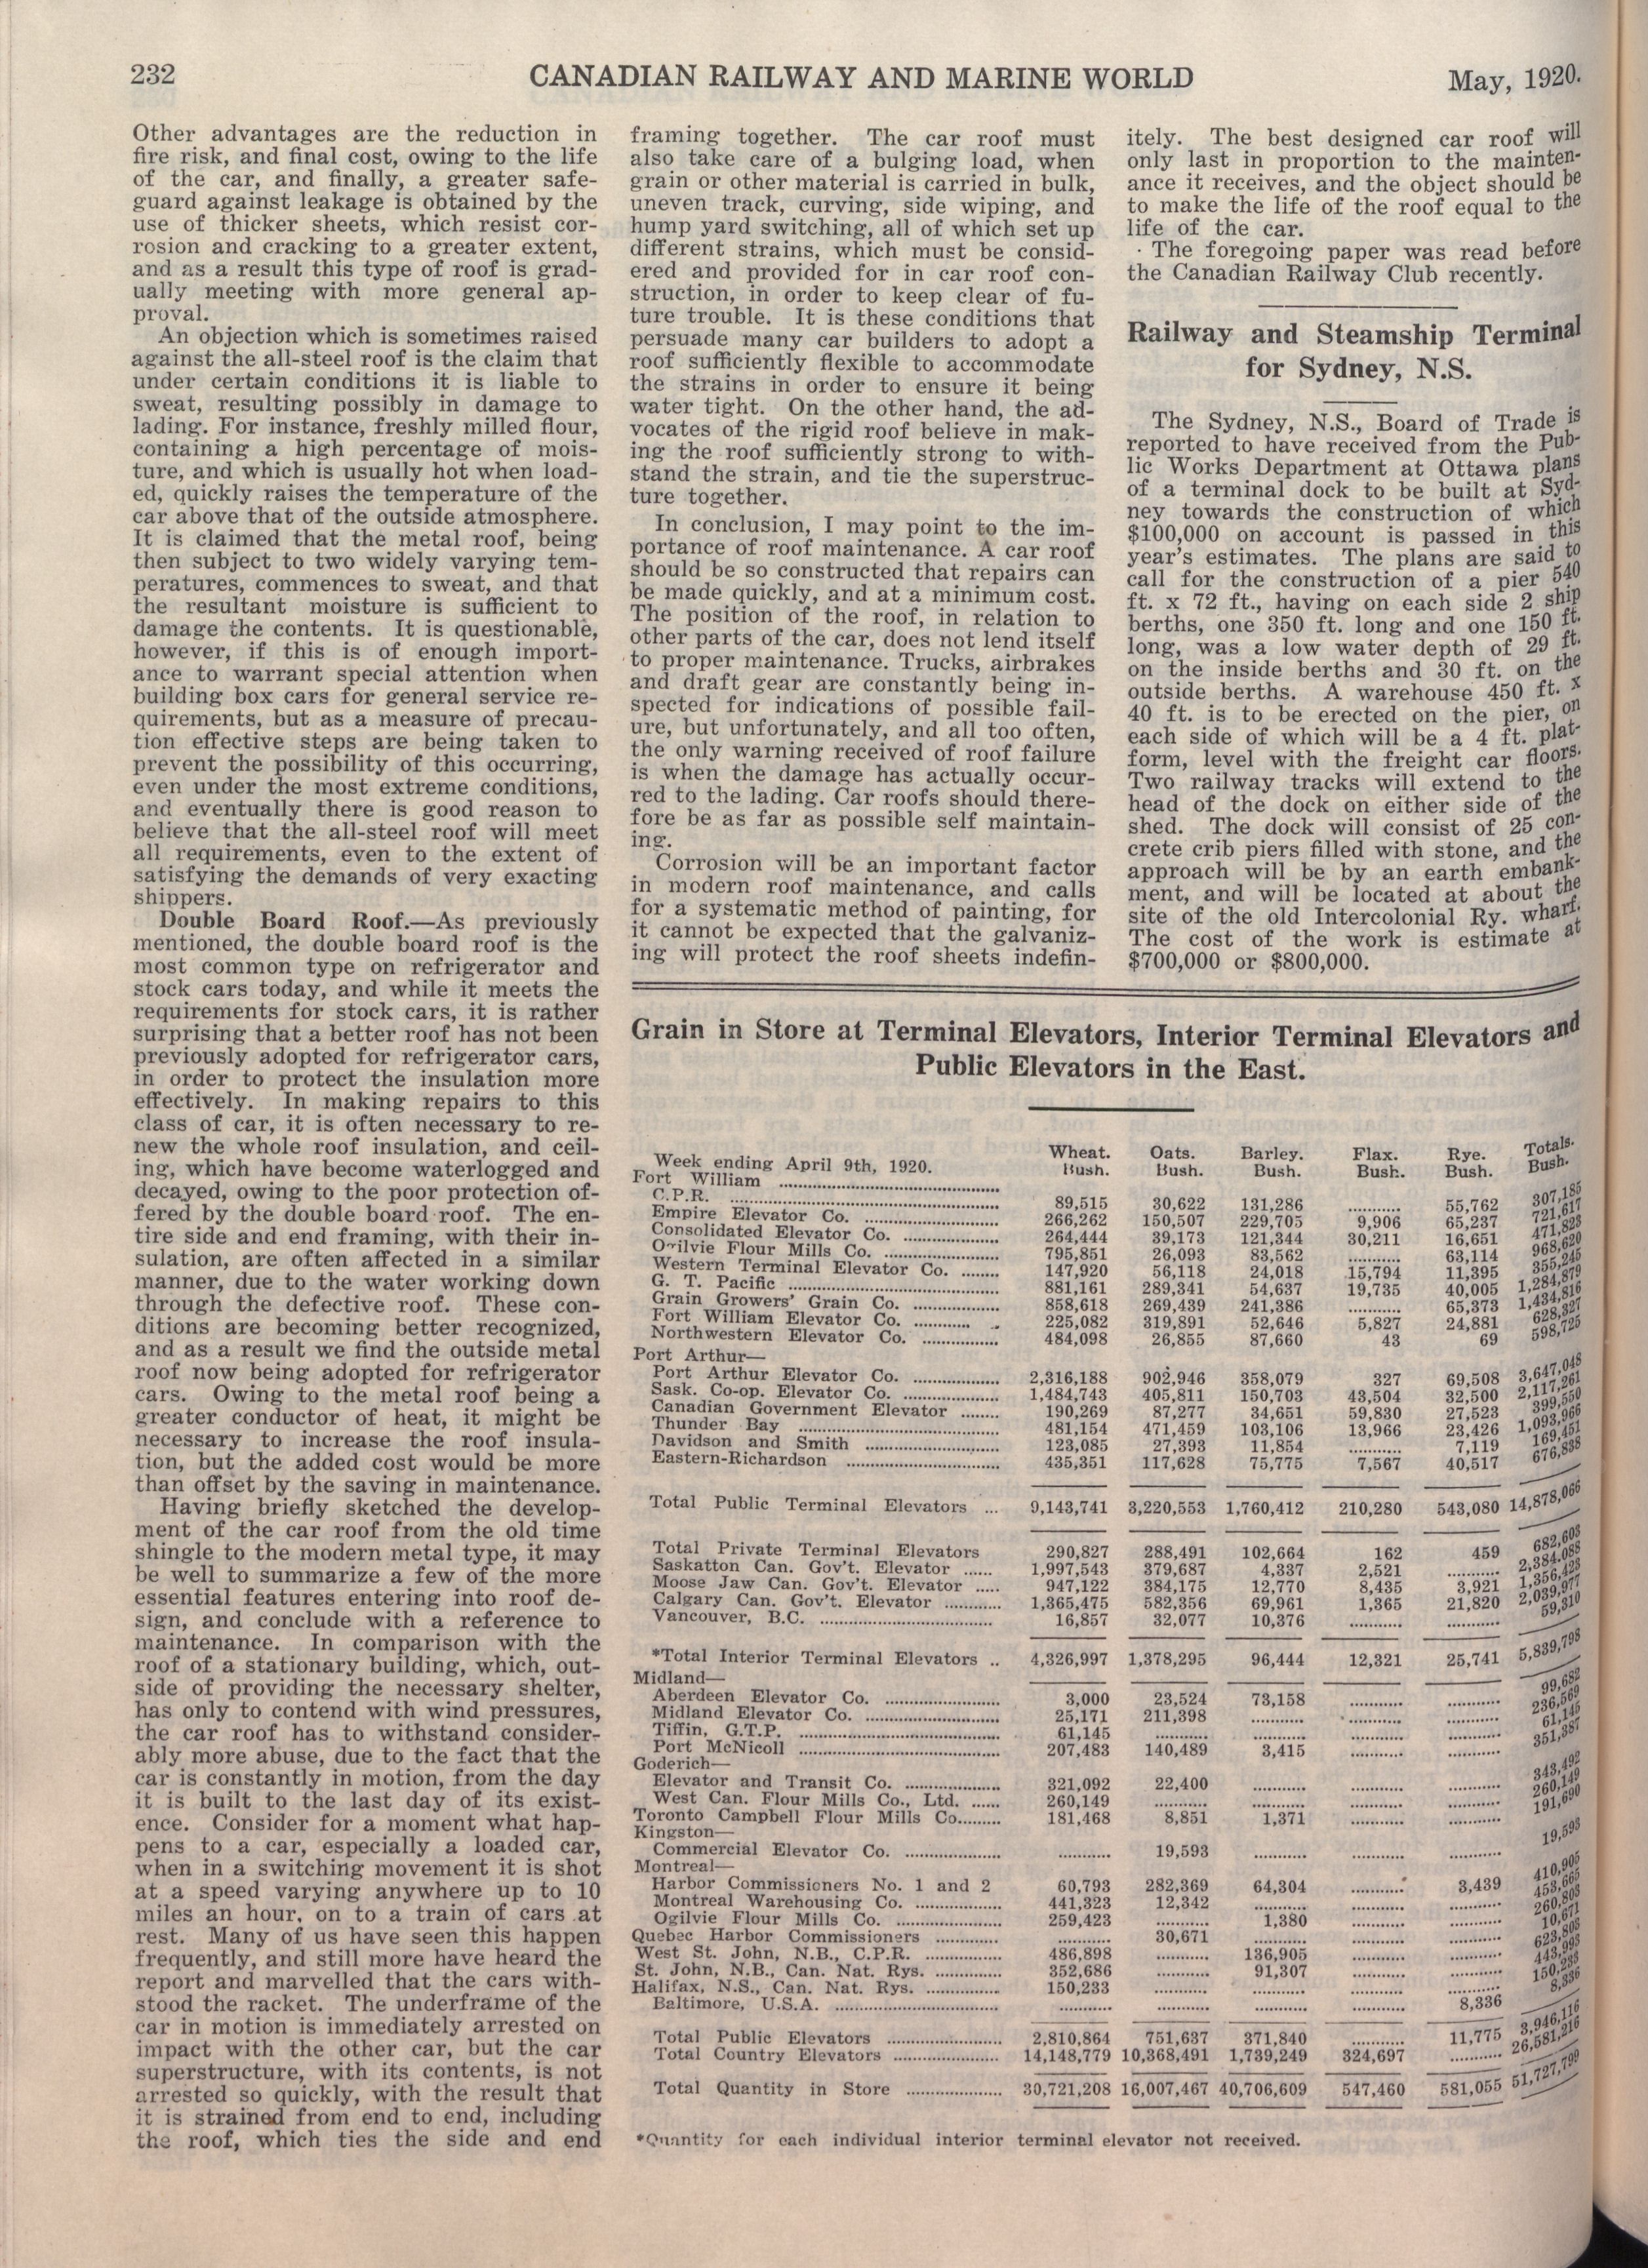 232
CANADIAN RAILWAY AND MARINE WORLD
May, 1920.
Other advantages are the reduction in
fire risk, and final cost, owing to the life
of the car, and finally, a greater safe-
guard against leakage is obtained by the
use of thicker sheets, which resist cor-
rosion and cracking to a greater extent,
and as a result this type of roof is grad-
ually meeting with more general ap-
proval.
An objection which is sometimes raised
against the all-steel roof is the claim that
under certain conditions it is liable to
sweat, resulting possibly in damage to
lading. For instance, freshly milled flour,
containing a high percentage of mois-
ture, and which is usually hot when load-
ed, quickly raises the temperature of the
car above that of the outside atmosphere.
It is claimed that the metal roof, being
then subject to two widely varying tem-
peratures, commences to sweat, and that
the resultant moisture is sufficient to
damage the contents. It is questionable,
however, if this is of enough import-
ance to warrant special attention when
building box cars for general service re-
quirements, but as a measure of precau-
tion effective steps are being taken to
prevent the possibility of this occurring,
even under the most extreme conditions,
and eventually there is good reason to
believe that the all-steel roof will meet
all requirements, even to the extent of
satisfying the demands of very exacting
shippers.
Double Board Roof.—As previously
mentioned, the double board roof is the
most common type on refrigerator and
stock cars today, and while it meets the
requirements for stock cars, it is rather
surprising that a better roof has not been
previously adopted for refrigerator cars,
in order to protect the insulation more
effectively. In making repairs to this
class of car, it is often necessary to re-
new the whole roof insulation, and ceil-
ing, which have become waterlogged and
decayed, owing to the poor protection of-
fered by the double board roof. The en-
tire side and end framing, with their in-
sulation, are often affected in a similar
manner, due to the water working down
through the defective roof. These con-
ditions are becoming better recognized,
and as a result we find the outside metal
roof now being adopted for refrigerator
cars. Owing to the metal roof being a
greater conductor of heat, it might be
necessary to increase the roof insula-
tion, but the added cost would be more
than offset by the saving in maintenance.
Having briefly sketched the develop-
ment of the car roof from the old time
shingle to the modern metal type, it may
be well to summarize a few of the more
essential features entering into roof de-
sign, and conclude with a reference to
maintenance. In comparison with the
roof of a stationary building, which, out-
side of providing the necessary shelter,
has only to contend with wind pressures,
the car roof has to withstand consider-
ably more abuse, due to the fact that the
car is constantly in motion, from the day
it is built to the last day of its exist-
ence. Consider for a moment what hap-
pens to a car, especially a loaded car,
when in a switching movement it is shot
at a speed varying anywhere up to 10
miles an hour, on to a train of cars at
rest. Many of us have seen this happen
frequently, and still more have heard the
report and marvelled that the cars with-
stood the racket. The underframe of the
car in motion is immediately arrested on
impact with the other car, but the car
superstructure, with its contents, is not
arrested so quickly, with the result that
it is strained from end to end, including
the roof, which ties the side and end
framing together. The car roof must
also take care of a bulging load, when
grain or other material is carried in bulk,
uneven track, curving, side wiping, and
hump yard switching, all of which set up
different strains, which must be consid-
ered and provided for in car roof con-
struction, in order to keep clear of fu-
ture trouble. It is these conditions that
persuade many car builders to adopt a
roof sufficiently flexible to accommodate
the strains in order to ensure it being
water tight. On the other hand, the ad-
vocates of the rigid roof believe in mak-
ing the roof sufficiently strong to with-
stand the strain, and tie the superstruc-
ture together.
In conclusion, I may point to the im-
portance of roof maintenance. A car roof
should be so constructed that repairs can
be made quickly, and at a minimum cost.
The position of the roof, in relation to
other parts of the car, does not lend itself
to proper maintenance. Trucks, airbrakes
and draft gear are constantly being in-
spected for indications of possible fail-
ure, but unfortunately, and all too often,
the only warning received of roof failure
is when the damage has actually occur-
red to the lading. Car roofs should there-
fore be as far as possible self maintain-
ing.
Corrosion will be an important factor
in modern roof maintenance, and calls
for a systematic method of painting, for
it cannot be expected that the galvaniz-
ing will protect the roof sheets indefin-
itely. The best designed car roof will
only last in proportion to the mainten-
ance it receives, and the object should be
to make the life of the roof equal to the
life of the car.
The foregoing paper was read before
the Canadian Railway Club recently.
Railway and Steamship Terminal
for Sydney, N.S.
The Sydney, N.S., Board of Trade is
reported to have received from the Pub-
lic Works Department at Ottawa plans
of a terminal dock to be built at Syd-
ney towards the construction of which
$100,000 on account is passed in this
year's estimates. The plans are said to
call for the construction of a pier 540
ft. x 72 ft., having on each side 2 ship
berths, one 350 ft. long and one 150 ft.
long, was a low water depth of 29 ft.
on the inside berths and 30 ft. on the
outside berths. A warehouse 450 ft. x
40 ft. is to be erected on the pier, on
each side of which will be a 4 ft. plat-
form, level with the freight car floors.
Two railway tracks will extend to the
head of the dock on either side of the
shed. The dock will consist of 25 con-
crete crib piers filled with stone, and the
approach will be by an earth embank-
ment, and will be located at about the
site of the old Intercolonial Ry. wharf.
The cost of the work is estimate at
$700,000 or $800,000.
Grain in Store at Terminal Elevators, Interior Terminal Elevators and
Public Elevators in the East.
Wheat. Oats. Barley. Flax. Rye. Totals.
Week ending April 9th, 1920. Bush. Bush. Bush. Bush. Bush. Bush.
Fort William ..........
C.P.R. .......... 89,515 30,622 131,286 .......... 55,762 307,185
Empire Elevator Co. .......... 266,262 150,507 229,705 9,906 65,237 721,617
Consolidated Elevator Co. .......... 264,444 39,173 121,344 30,211 16,651 471,823
Ogilvie Flour Mills Co. .......... 795,851 26,093 83,562 .......... 63,114 968,620
Western Terminal Elevator Co. ........ 147,920 56,118 24,018 15,794 11,395 355,245
G. T. Pacific .......... 881,161 289,341 54,637 19,735 40,005 1,284,879
Grain Growers' Grain Co. .......... 858,618 269,439 241,386 .......... 65,373 1,434,816
Fort William Elevator Co. .......... 225,082 319,891 52,646 5,827 24,881 628,327
Northwestern Elevator Co. .......... 484,098 26,855 87,660 43 69 598,725
Port Arthur—
Port Arthur Elevator Co. .......... 2,316,188 902,946 358,079 327 69,508 3,647,048
Sask. Co-op. Elevator Co. .......... 1,484,743 405,811 150,703 43,504 32,500 2,117,261
Canadian Government Elevator ........ 190,269 87,277 34,651 59,830 27,523 399,550
Thunder Bay .......... 481,154 471,459 103,106 13,966 23,426 1,093,966
Davidson and Smith .......... 123,085 27,393 11,854 .......... 7,119 169,451
Eastern-Richardson .......... 435,351 117,628 75,775 7,567 40,517 676,838
Total Public Terminal Elevators ... 9,143,741 3,220,553 1,760,412 210,280 543,080 14,878,066
Total Private Terminal Elevators 290,827 288,491 102,664 162 459 682,603
Saskatton Can. Gov't. Elevator ...... 1,997,543 379,687 4,337 2,521 .......... 2,384.088
Moose Jaw Can. Gov't. Elevator ..... 947,122 384,175 12,770 8,435 3,921 1,356,423
Calgary Can. Gov't. Elevator .......... 1,365,475 582,356 69,961 1,365 21,820 2,039,977
Vancouver, B.C. .......... 16,857 32,077 10,376 .......... .......... 59,310
*Total Interior Terminal Elevators .. 4,326,997 1,378,295 96,444 12,321 25,741 5,839,798
Midland—
Aberdeen Elevator Co. .......... 3,000 23,524 73,158 .......... .......... 99,682
Midland Elevator Co. .......... 25,171 211,398 .......... .......... .......... 236,569
Tiffin, G.T.P. .......... 61,145 .......... .......... .......... .......... 61,145
Port McNicoll .......... 207,483 140,489 3,415 .......... .......... 351,387
Goderich—
Elevator and Transit Co. .......... 321,092 22,400 .......... .......... .......... 343,492
West Can. Flour Mills Co., Ltd. ...... 260,149 .......... .......... .......... .......... 260,149
Toronto Campbell Flour Mills Co......... 181,468 8,851 1,371 .......... .......... 191,690
Kingston—
Commercial Elevator Co. .......... .......... 19,593 .......... .......... .......... 19,593
Montreal—
Harbor Commissioners No. 1 and 2 60,793 282,369 64,304 .......... 3,439 410,905
Montreal Warehousing Co. .......... 441,323 12,342 .......... .......... .......... 453,665
Ogilvie Flour Mills Co. .......... 259,423 .......... 1,380 .......... .......... 260,803
Quebec Harbor Commissioners .......... .......... 30,671 .......... .......... .......... 10,671
West St. John, N.B., C.P.R. .......... 486,898 .......... 136,905 .......... .......... 623,803
St. John, N.B., Can. Nat. Rys. .......... 352,686 .......... 91,307 .......... .......... 443,993
Halifax, N.S., Can. Nat. Rys. .......... 150,233 .......... .......... .......... .......... 150,233
Baltimore, U.S.A. .......... .......... .......... .......... .......... 8,336 8,336
Total Public Elevators .......... 2,810,864 751,637 371,840 .......... 11,775 3,946,116
Total Country Elevators .......... 14,148,779 10,368,491 1,739,249 324,697 .......... 26,581,216
Total Quantity in Store .......... 30,721,208 16,007,467 40,706,609 547,460 581,055 51,727,799
*Quantity for each individual interior terminal elevator not received.